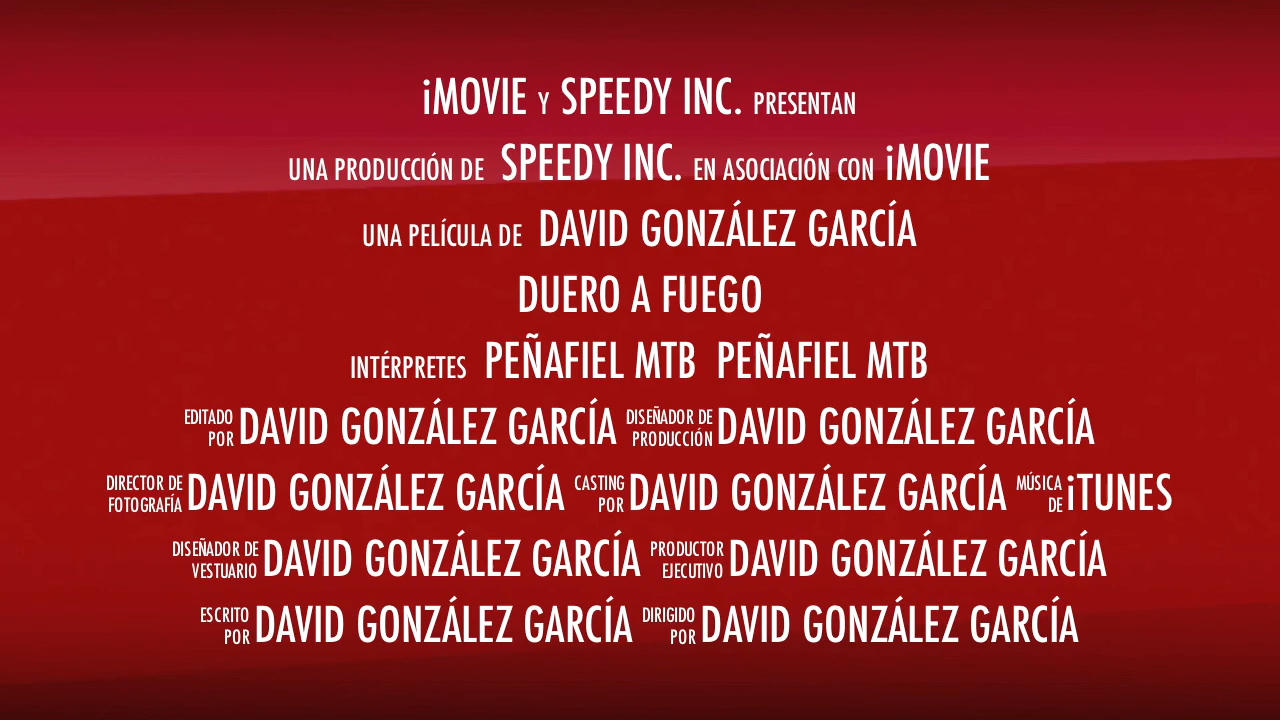 iMOVIE Y SPEEDY INC. PRESENTAN
UNA PRODUCCIÓN DE SPEEDY INC. EN ASOCIACIÓN CON iMOVIE
UNA PELÍCULA DE DAVID GONZÁLEZ GARCÍA
DUERO A FUEGO
INTÉRPRETES PEÑAFIEL MTB PEÑAFIEL MTB
EDITADO POR DAVID GONZÁLEZ GARCÍA DISEÑADOR DE PRODUCCIÓN DAVID GONZÁLEZ GARCÍA
DIRECTOR DE FOTOGRAFÍA DAVID GONZÁLEZ GARCÍA CASTING POR DAVID GONZÁLEZ GARCÍA MÚSICA DE iTUNES
DISEÑADOR DE VESTUARIO DAVID GONZÁLEZ GARCÍA PRODUCTOR EJECUTIVO DAVID GONZÁLEZ GARCÍA
ESCRITO POR DAVID GONZÁLEZ GARCÍA DIRIGIDO POR DAVID GONZÁLEZ GARCÍA